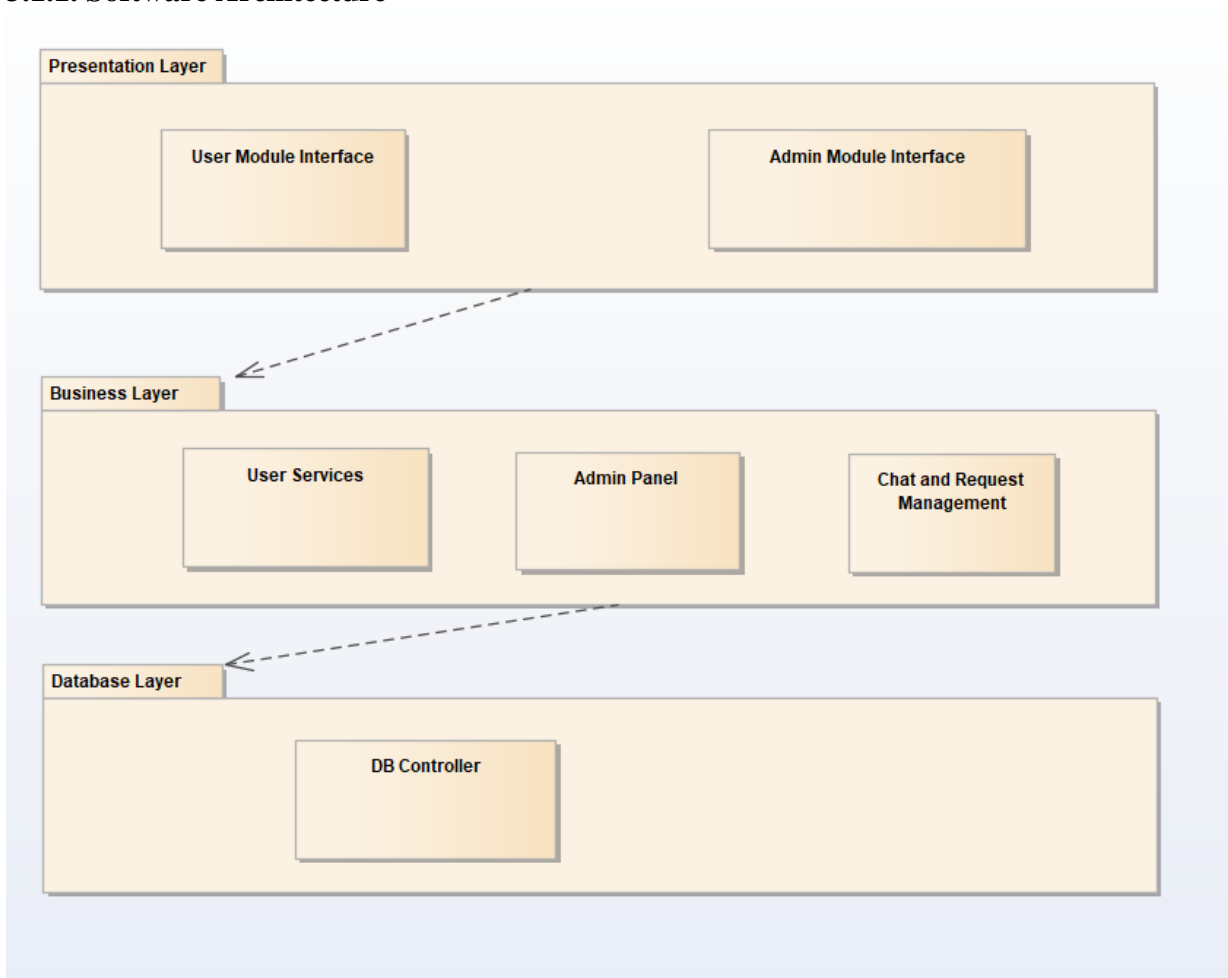 Presentation Layer
User Module Interface
Admin Module Interface
Business Layer
User Services
Admin Panel
Chat and Request
Management
Database Layer
DB Controller